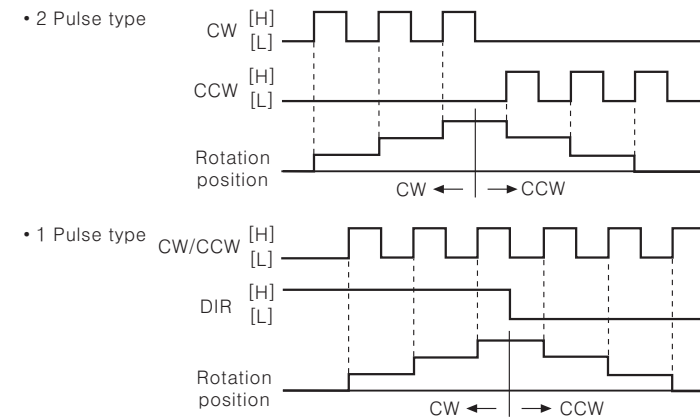 • 2 Pulse type
CW [H]
[L]
CCW [H]
[L]
Rotation
position
CW CCW
• 1 Pulse type
CW/CCW [H]
[L]
DIR [H]
[L]
Rotation
position
CW CCW